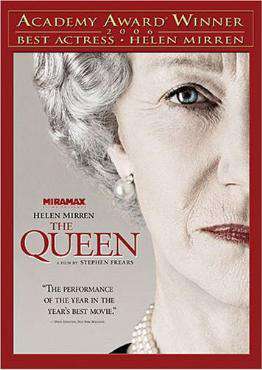 ACADEMY AWARD® WINNER
2006
BEST ACTRESS • HELEN MIRREN
MIRAMAX
HELEN MIRREN
THE
QUEEN
A FILM BY STEPHEN FREARS
"THE PERFORMANCE
OF THE YEAR IN THE
YEAR'S BEST MOVIE."